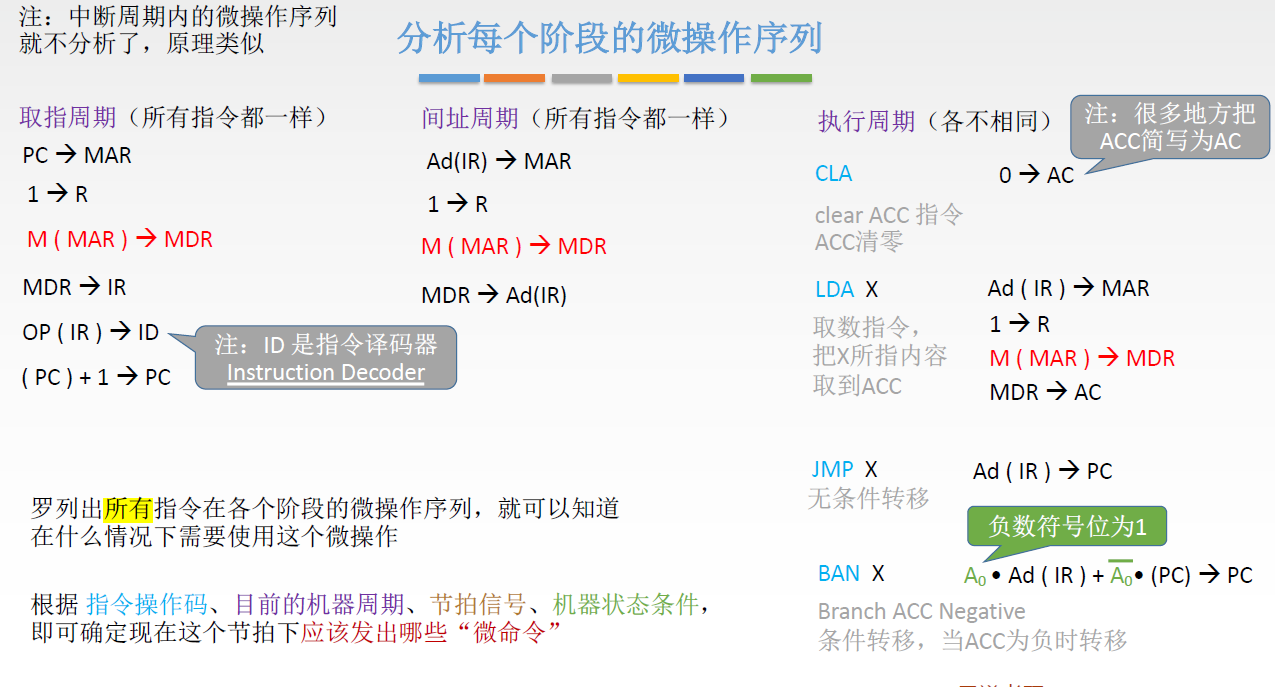 注：中断周期内的微操作序列
就不分析了，原理类似
分析每个阶段的微操作序列
取指周期（所有指令都一样）
PC → MAR
1 → R
M ( MAR ) → MDR
MDR → IR
OP ( IR ) → ID
( PC ) + 1 → PC
注：ID 是指令译码器
Instruction Decoder
间址周期（所有指令都一样）
Ad(IR) → MAR
1 → R
M ( MAR ) → MDR
MDR → Ad(IR)
执行周期（各不相同）
注：很多地方把
ACC简写为AC
CLA
0 → AC
clear ACC 指令
ACC清零
LDA X
取数指令，
把X所指内容
取到ACC
Ad ( IR ) → MAR
1 → R
M ( MAR ) → MDR
MDR → AC
JMP X
Ad ( IR ) → PC
无条件转移
负数符号位为1
BAN X
A₀ • Ad ( IR ) + A̅₀• (PC) → PC
Branch ACC Negative
条件转移，当ACC为负时转移
罗列出所有指令在各个阶段的微操作序列，就可以知道
在什么情况下需要使用这个微操作
根据 指令操作码、目前的机器周期、节拍信号、机器状态条件，
即可确定现在这个节拍下应该发出哪些“微命令”